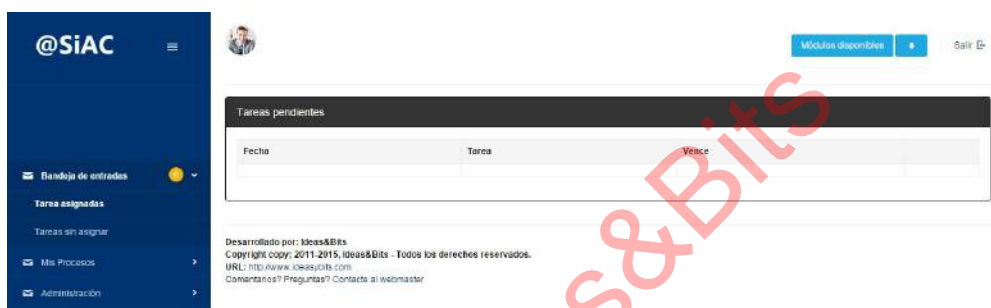 @SiAC
Módulos disponibles
Salir
Tareas pendientes
Fecha Tarea Vence
Bandeja de entradas
Tarea asignadas
Tareas sin asignar
Mis Procesos
Administración
Desarrollado por: Ideas&Bits
Copyright copy: 2011-2015, Ideas&Bits - Todos los derechos reservados.
URL: http://www.ideasybits.com
Comentarios? Preguntas? Contacte al webmaster
s&Bits